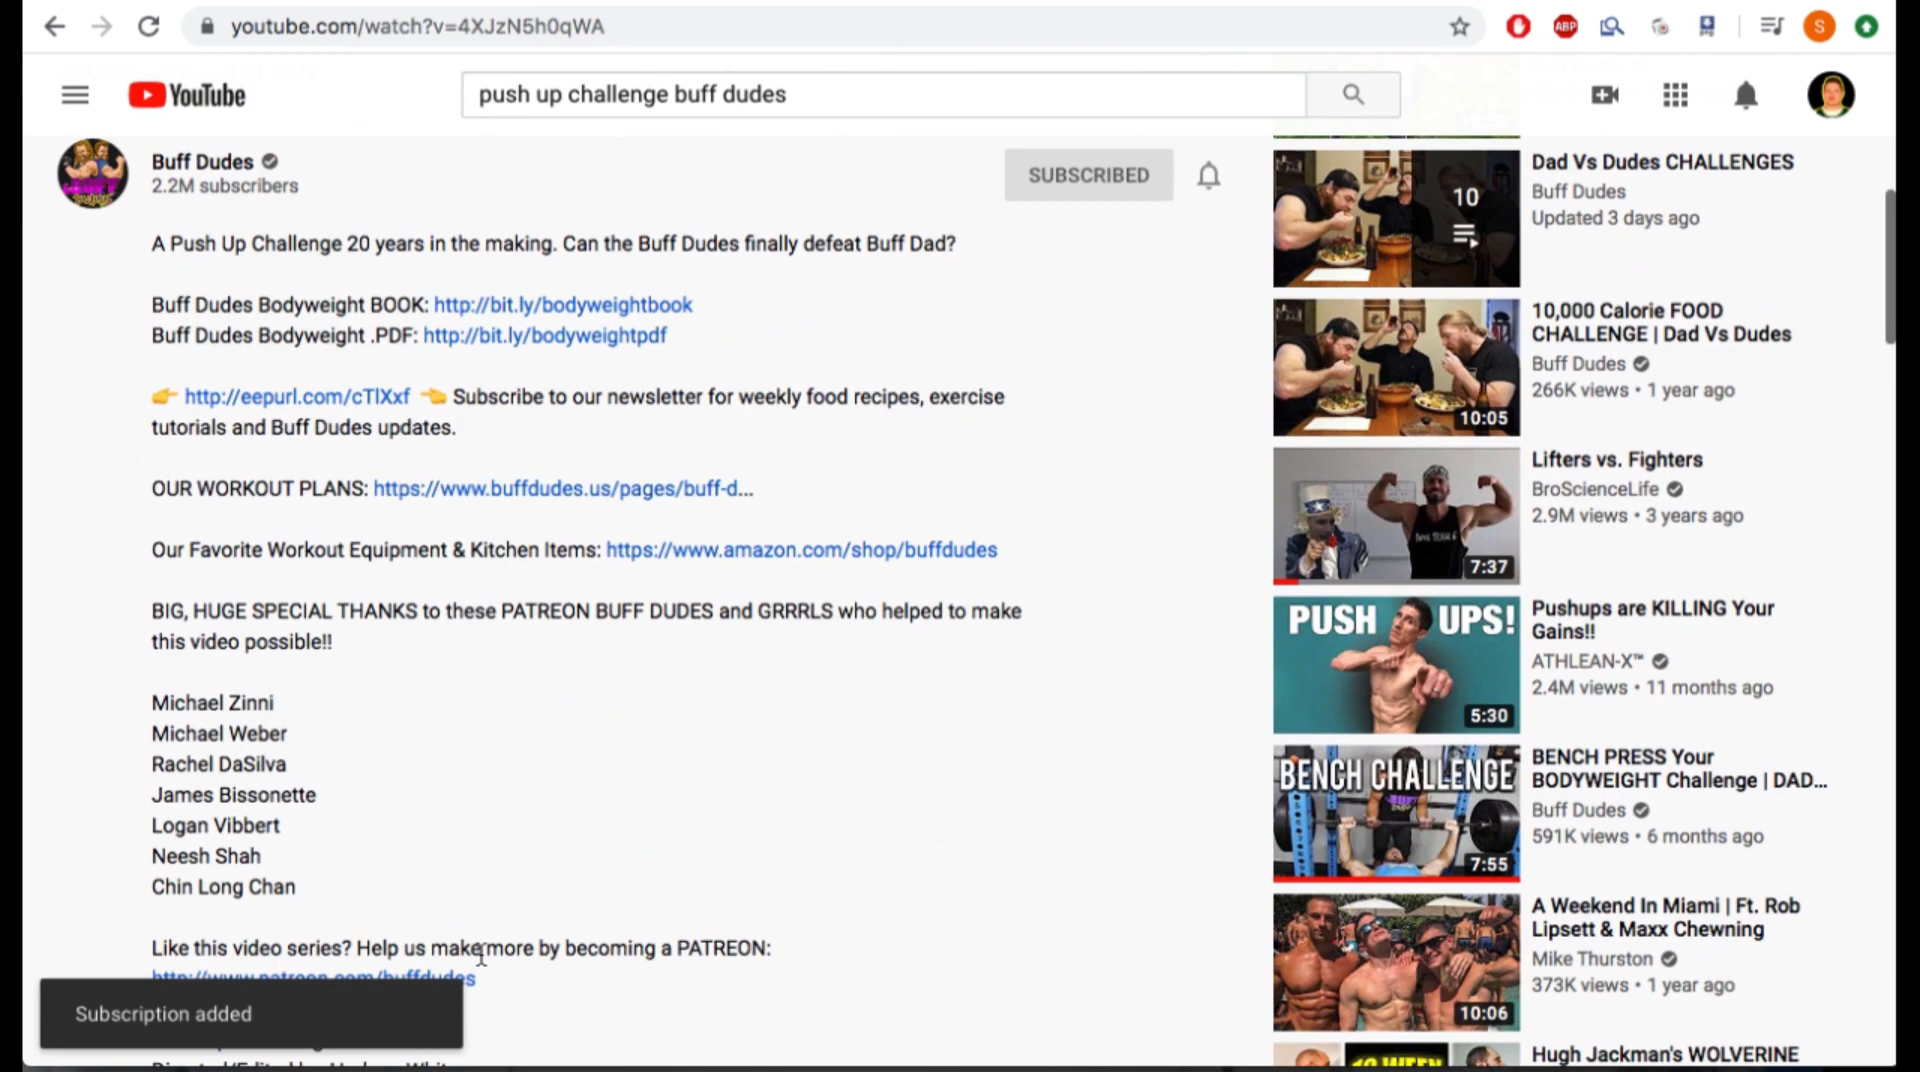 youtube.com/watch?v=4XJzN5h0qWA
ABP
S
YouTube
push up challenge buff dudes
Buff Dudes
2.2M subscribers
SUBSCRIBED
A Push Up Challenge 20 years in the making. Can the Buff Dudes finally defeat Buff Dad?
Buff Dudes Bodyweight BOOK: http://bit.ly/bodyweightbook
Buff Dudes Bodyweight .PDF: http://bit.ly/bodyweightpdf
👉 http://eepurl.com/cTlXxf 👈 Subscribe to our newsletter for weekly food recipes, exercise
tutorials and Buff Dudes updates.
OUR WORKOUT PLANS: https://www.buffdudes.us/pages/buff-d...
Our Favorite Workout Equipment & Kitchen Items: https://www.amazon.com/shop/buffdudes
BIG, HUGE SPECIAL THANKS to these PATREON BUFF DUDES and GRRRLS who helped to make
this video possible!!
Michael Zinni
Michael Weber
Rachel DaSilva
James Bissonette
Logan Vibbert
Neesh Shah
Chin Long Chan
Like this video series? Help us make more by becoming a PATREON:
http://www.patreon.com/buffdudes
Subscription added
10
Dad Vs Dudes CHALLENGES
Buff Dudes
Updated 3 days ago
10:05
10,000 Calorie FOOD
CHALLENGE | Dad Vs Dudes
Buff Dudes
266K views • 1 year ago
7:37
Lifters vs. Fighters
BroScienceLife
2.9M views • 3 years ago
PUSH UPS!
5:30
Pushups are KILLING Your
Gains!!
ATHLEAN-X™
2.4M views • 11 months ago
BENCH CHALLENGE
7:55
BENCH PRESS Your
BODYWEIGHT Challenge | DAD...
Buff Dudes
591K views • 6 months ago
10:06
A Weekend In Miami | Ft. Rob
Lipsett & Maxx Chewning
Mike Thurston
373K views • 1 year ago
Hugh Jackman's WOLVERINE